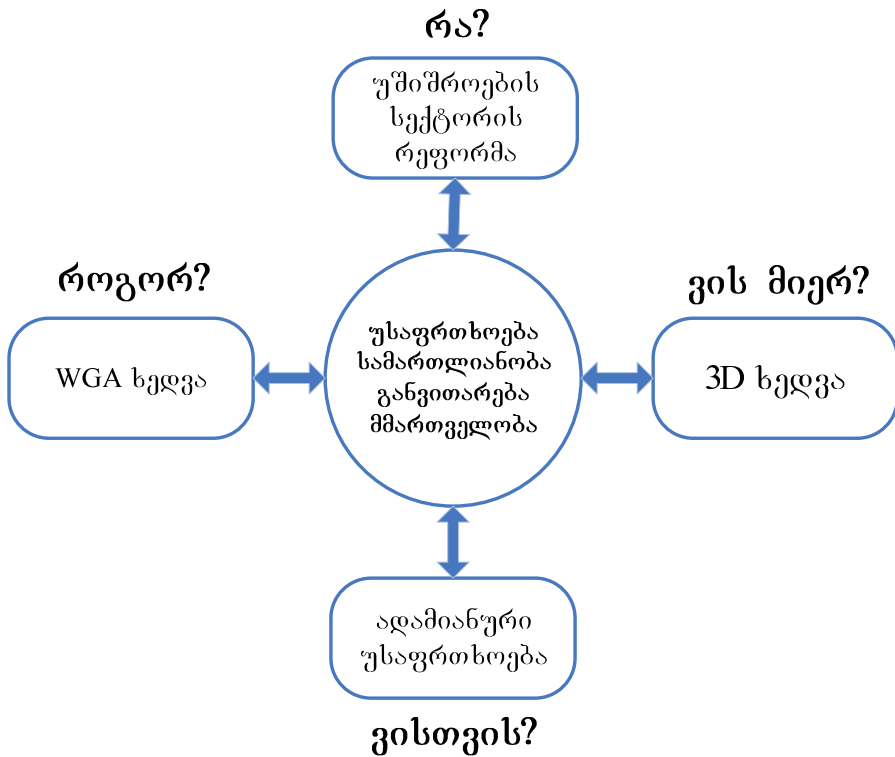 რა?
უშიშროების
სექტორის
რეფორმა
როგორ?
WGA ხედვა
უსაფრთხოება
სამართლიანობა
განვითარება
მმართველობა
ვის მიერ?
3D ხედვა
ადამიანური
უსაფრთხოება
ვისთვის?